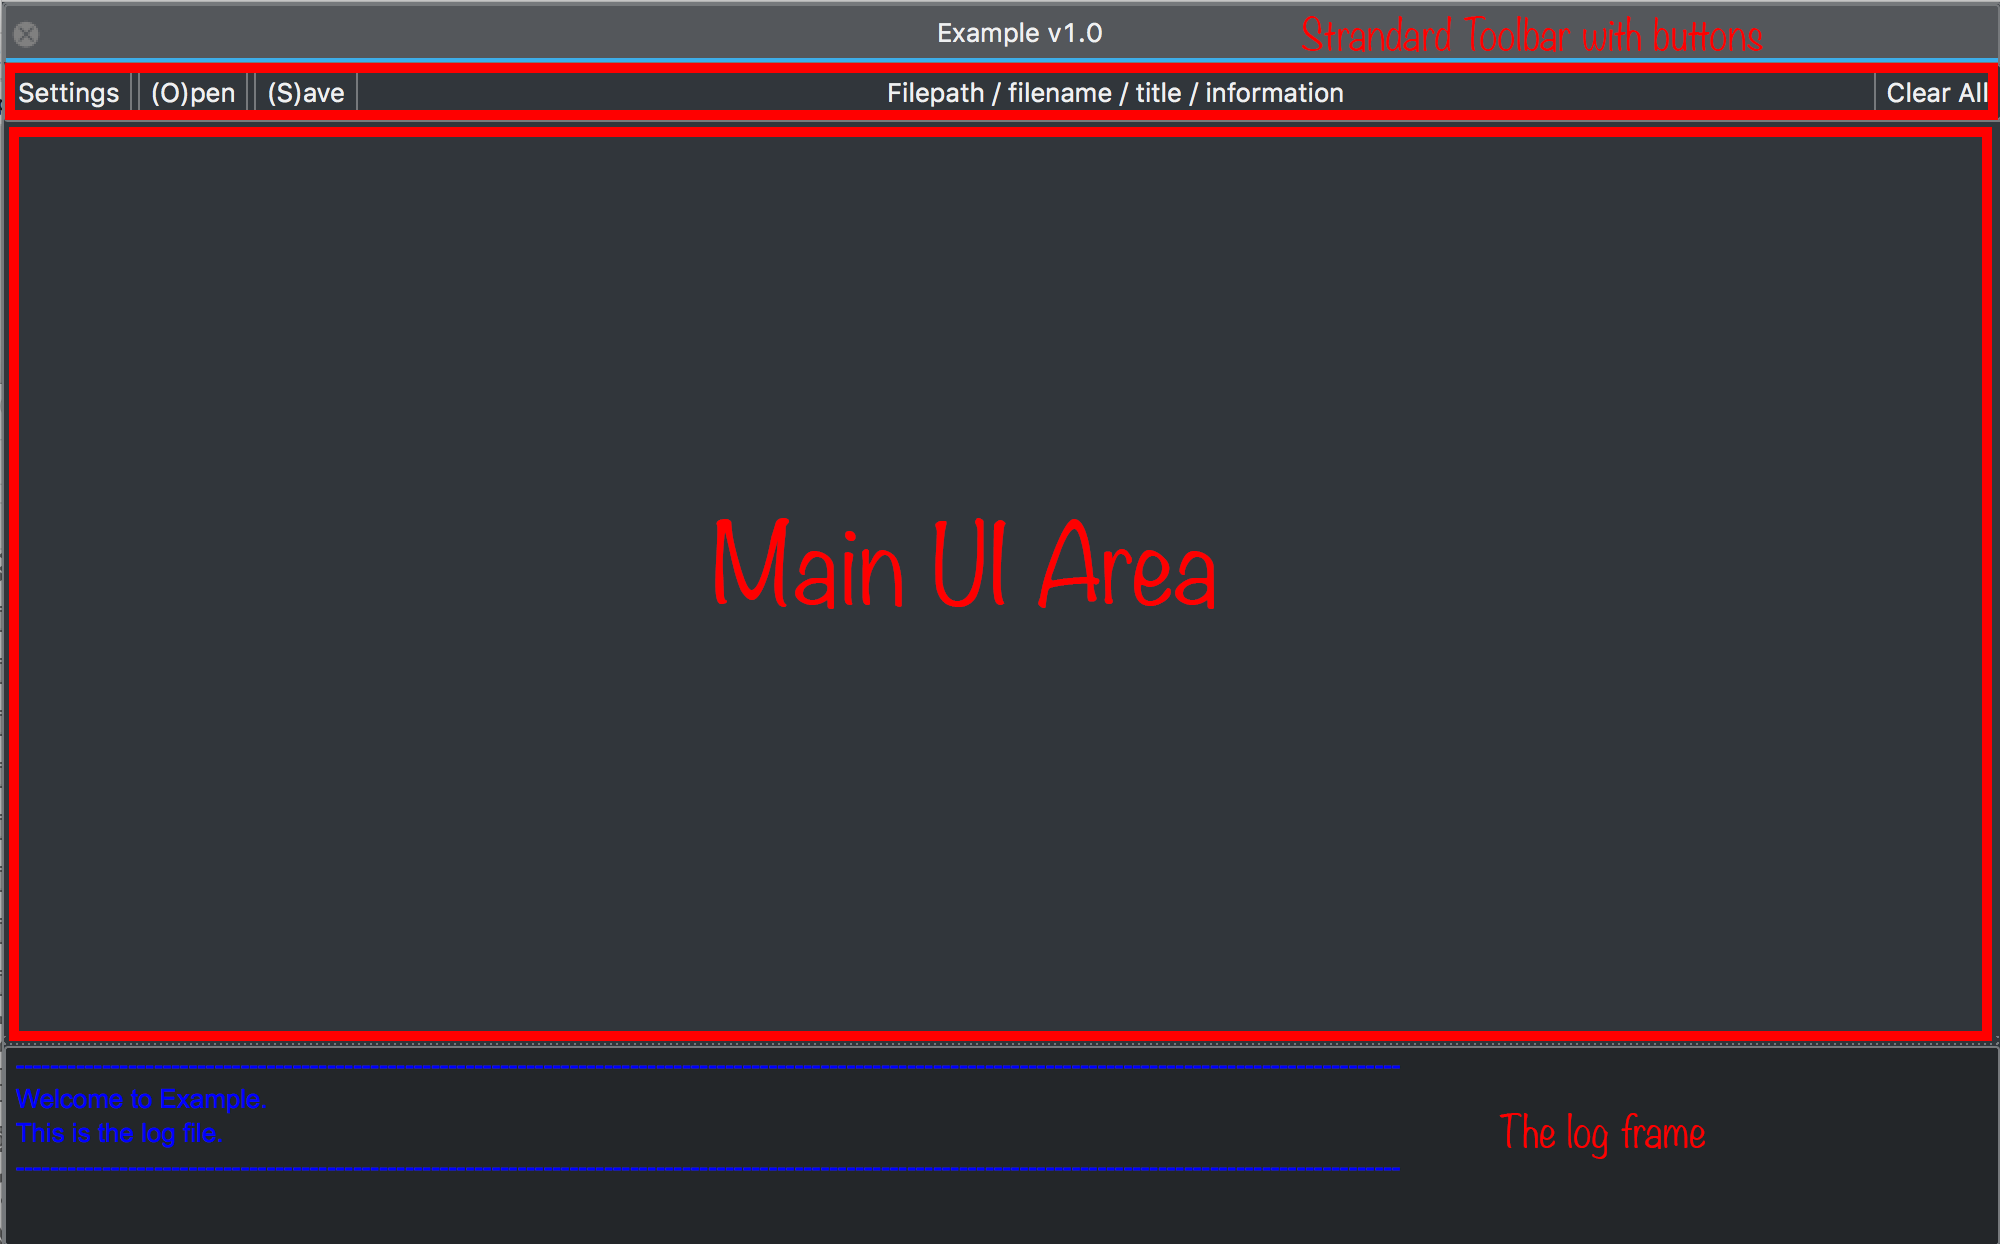 Example v1.0 Strandard Toolbar with buttons
Settings (O)pen (S)ave Filepath / filename / title / information Clear All
Main UI Area
--------------------------------------------------------------------------------
Welcome to Example.
This is the log file.
--------------------------------------------------------------------------------
The log frame